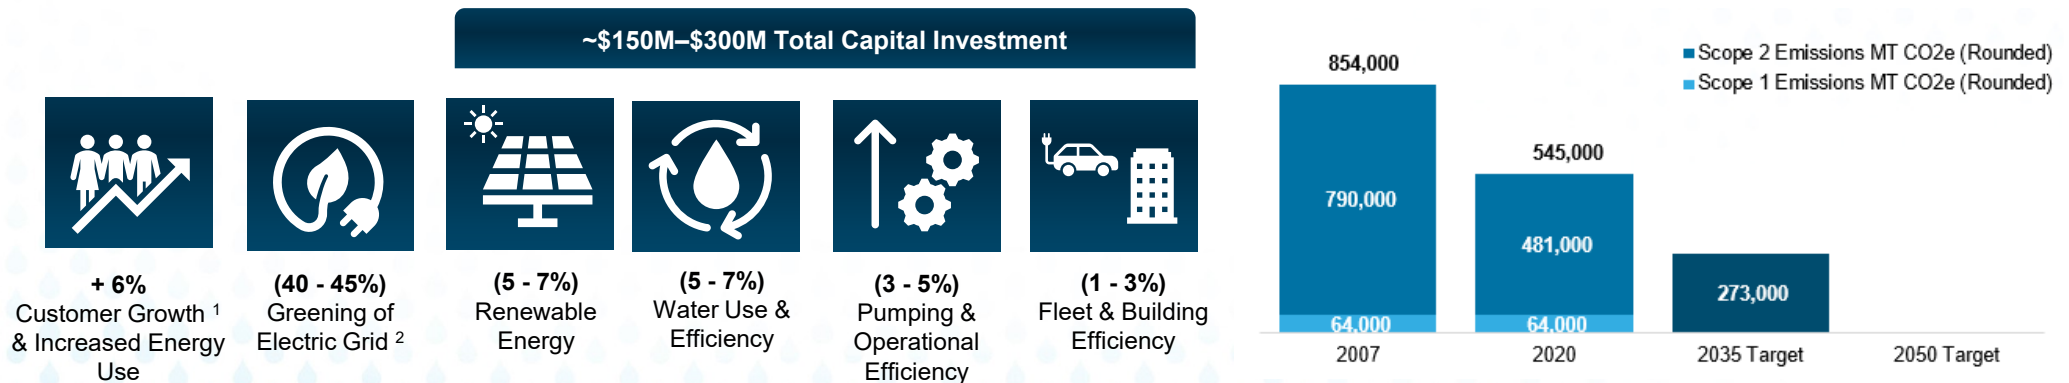 ~$150M–$300M Total Capital Investment
+ 6%
Customer Growth 1
& Increased Energy
Use
(40 - 45%)
Greening of
Electric Grid 2
(5 - 7%)
Renewable
Energy
(5 - 7%)
Water Use &
Efficiency
(3 - 5%)
Pumping &
Operational
Efficiency
(1 - 3%)
Fleet & Building
Efficiency
Scope 2 Emissions MT CO2e (Rounded)
Scope 1 Emissions MT CO2e (Rounded)
854,000
790,000
64,000
545,000
481,000
64,000
273,000
2007
2020
2035 Target
2050 Target